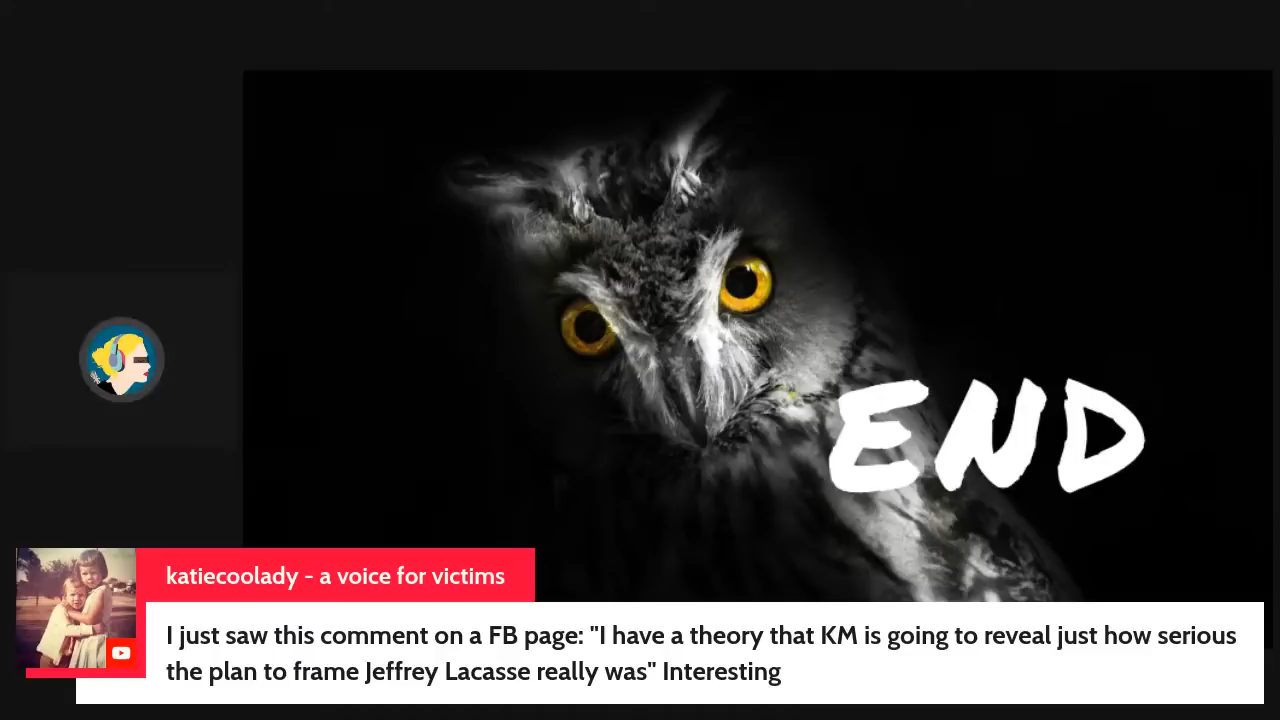 END
katiecoolady - a voice for victims
I just saw this comment on a FB page: "I have a theory that KM is going to reveal just how serious
the plan to frame Jeffrey Lacasse really was" Interesting